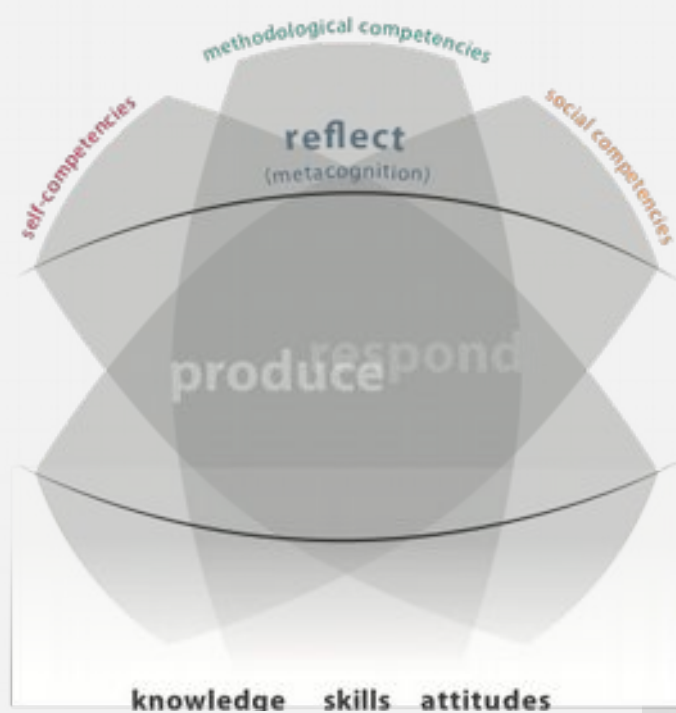 methodological competencies
self-competencies
social competencies
reflect
(metacognition)
respond
produce
knowledge skills attitudes